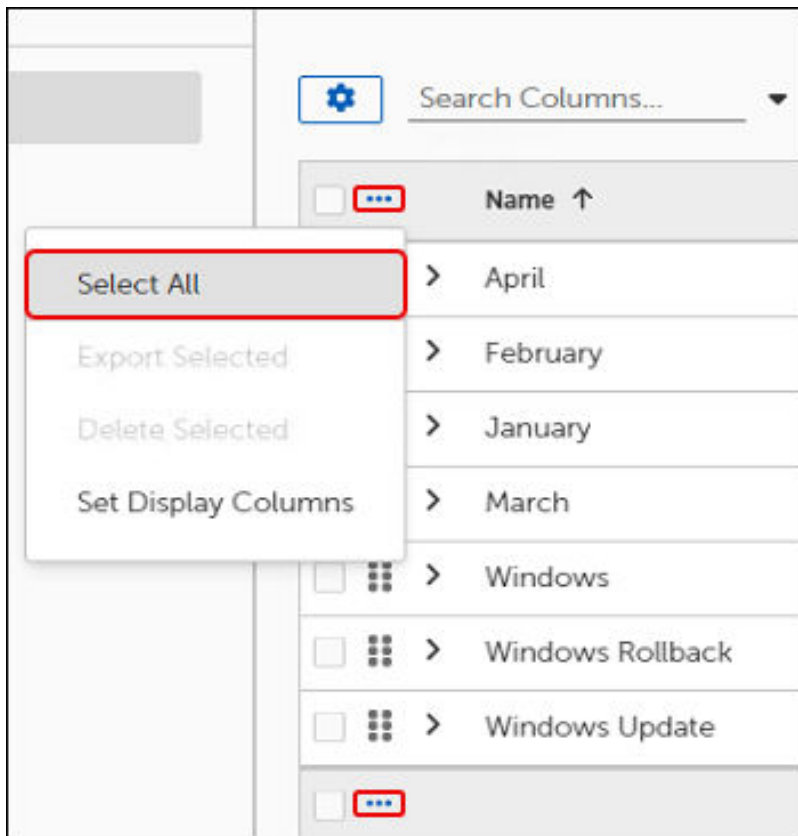 Search Columns...
Name
Select All
Export Selected
Delete Selected
Set Display Columns
April
February
January
March
Windows
Windows Rollback
Windows Update